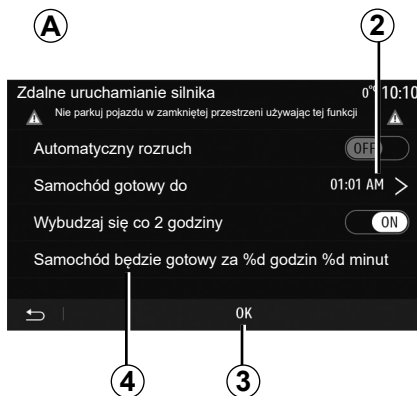 A
2
Zdalne uruchamianie silnika 0°C 10:10
Nie parkuj pojazdu w zamkniętej przestrzeni używając tej funkcji
Automatyczny rozruch OFF
Samochód gotowy do 01:01 AM >
Wybudzaj się co 2 godziny ON
Samochód będzie gotowy za %d godzin %d minut
OK
4
3